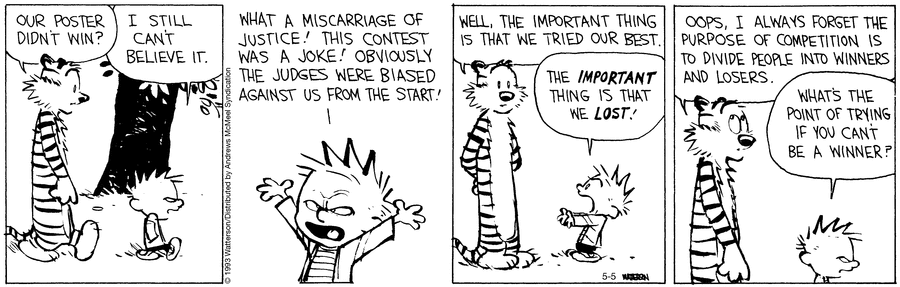 OUR POSTER
DIDN'T WIN?
I STILL
CAN'T
BELIEVE IT.
© 1993 Watterson/Distributed by Andrews McMeel Syndication
WHAT A MISCARRIAGE OF
JUSTICE! THIS CONTEST
WAS A JOKE! OBVIOUSLY
THE JUDGES WERE BIASED
AGAINST US FROM THE START!
WELL, THE IMPORTANT THING
IS THAT WE TRIED OUR BEST.
THE IMPORTANT
THING IS THAT
WE LOST!
5-5 WATTERSON
OOPS, I ALWAYS FORGET THE
PURPOSE OF COMPETITION IS
TO DIVIDE PEOPLE INTO WINNERS
AND LOSERS.
WHAT'S THE
POINT OF TRYING
IF YOU CAN'T
BE A WINNER?